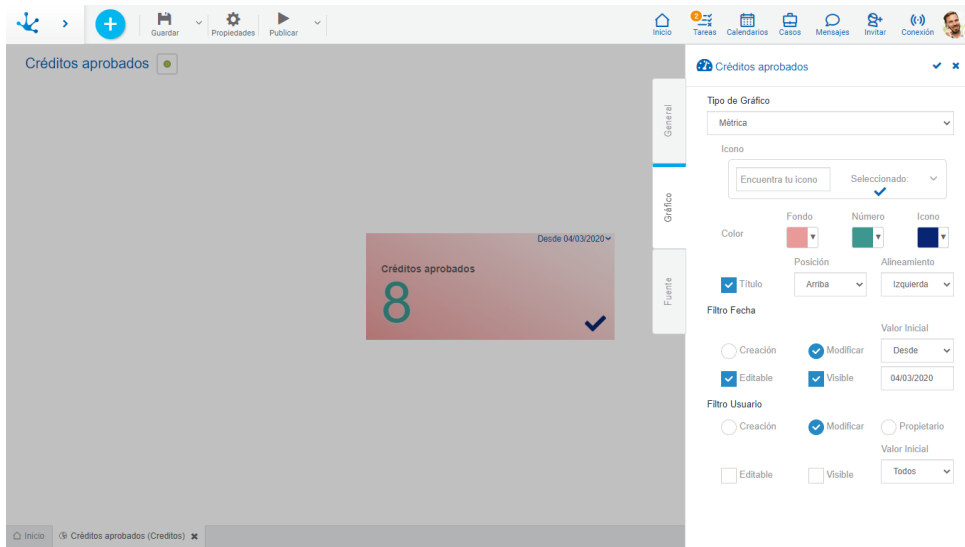 Guardar
Propiedades
Publicar
Inicio
2
Tareas
Calendarios
Casos
Mensajes
Invitar
Conexión
Créditos aprobados
Desde 04/03/2020
Créditos aprobados
8
General
Gráfico
Fuente
Créditos aprobados
Tipo de Gráfico
Métrica
Icono
Encuentra tu icono
Seleccionado:
Fondo Número Icono
Color
Posición Alineamiento
Título Arriba Izquierda
Filtro Fecha
Valor Inicial
Creación Modificar Desde
Editable Visible 04/03/2020
Filtro Usuario
Creación Modificar Propietario
Valor Inicial
Editable Visible Todos
Inicio Créditos aprobados (Creditos)